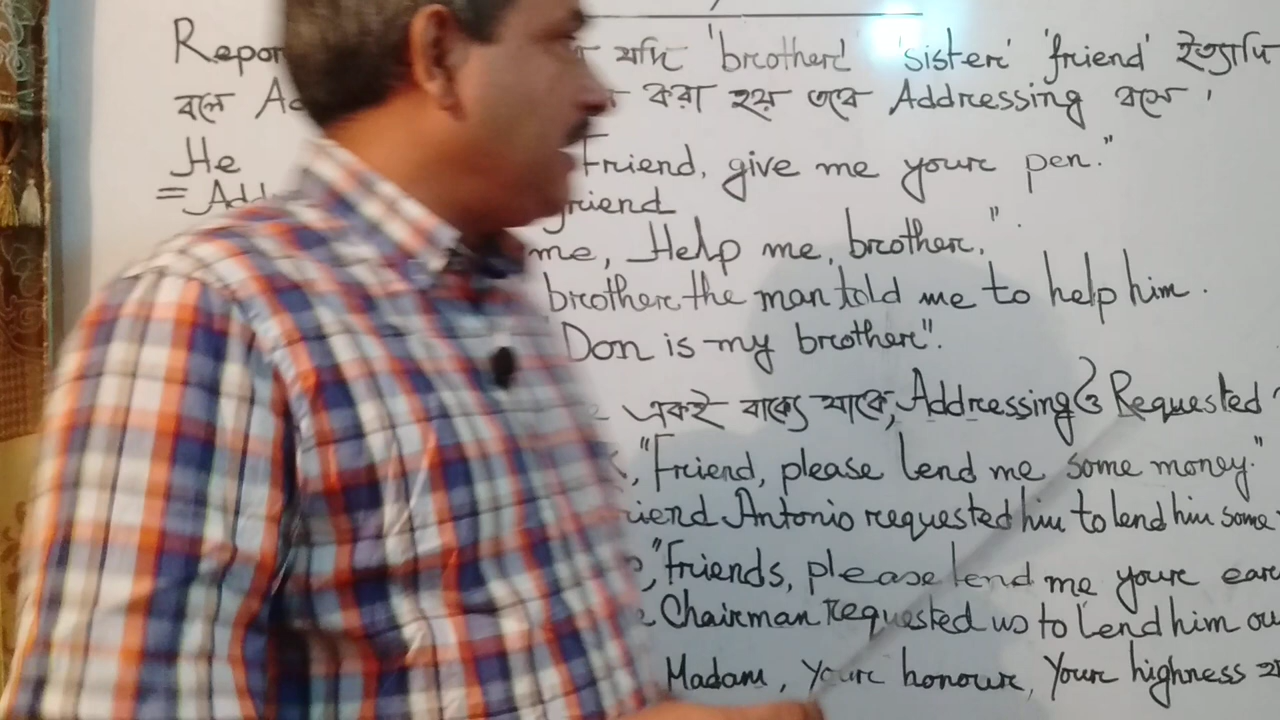 Repor যদি 'brother' 'sister' 'friend' ইত্যাদি
বলে Ad করা হয় তবে Addressing বসে।
He Friend, give me your pen."
= Add friend
me, Help me, brother."
brother, the man told me to help him.
Don is my brother".
একই বাক্যে থাকে, Addressing ও Requested
, "Friend, please lend me some money."
riend Antonio requested him to lend him some
, "Friends, please lend me your ear
Chairman requested us to lend him ou
Madam, Your honour, Your highness